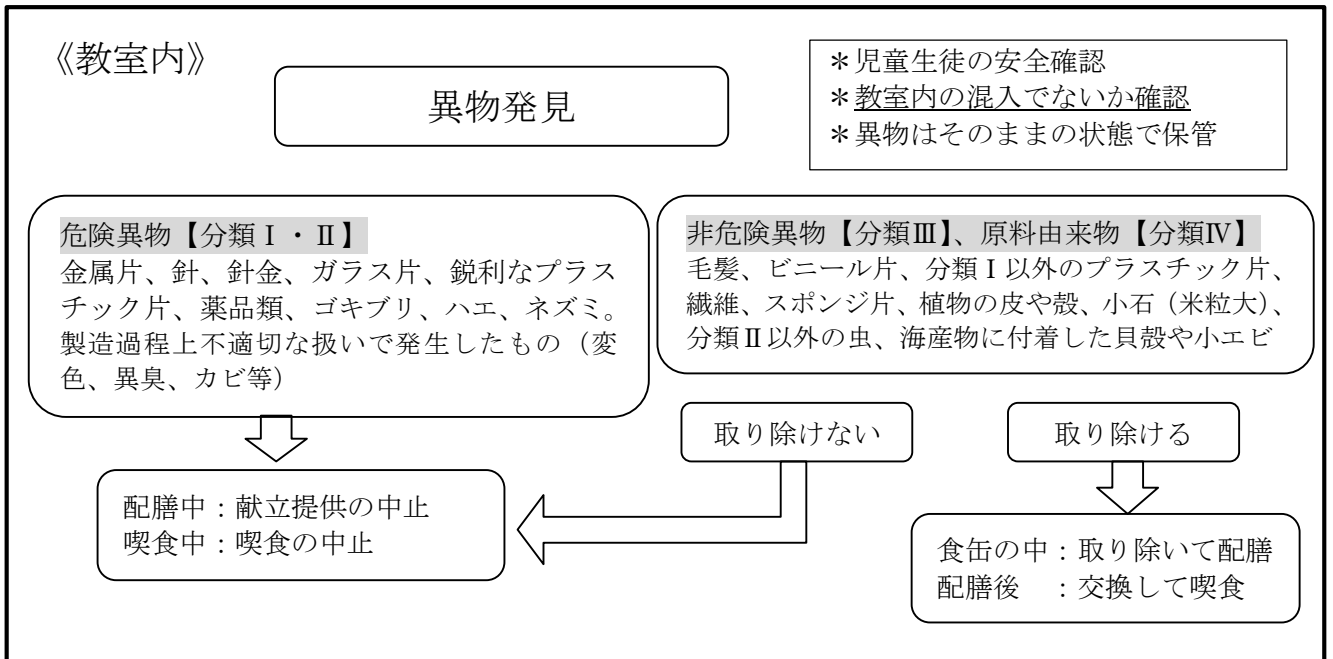 《教室内》
異物発見
＊児童生徒の安全確認
＊教室内の混入でないか確認
＊異物はそのままの状態で保管
危険異物【分類Ⅰ・Ⅱ】
金属片、針、針金、ガラス片、鋭利なプラス
チック片、薬品類、ゴキブリ、ハエ、ネズミ。
製造過程上不適切な扱いで発生したもの（変
色、異臭、カビ等）
非危険異物【分類Ⅲ】、原料由来物【分類Ⅳ】
毛髪、ビニール片、分類Ⅰ以外のプラスチック片、
繊維、スポンジ片、植物の皮や殻、小石（米粒大）、
分類Ⅱ以外の虫、海産物に付着した貝殻や小エビ
取り除けない
取り除ける
配膳中：献立提供の中止
喫食中：喫食の中止
食缶の中：取り除いて配膳
配膳後　：交換して喫食